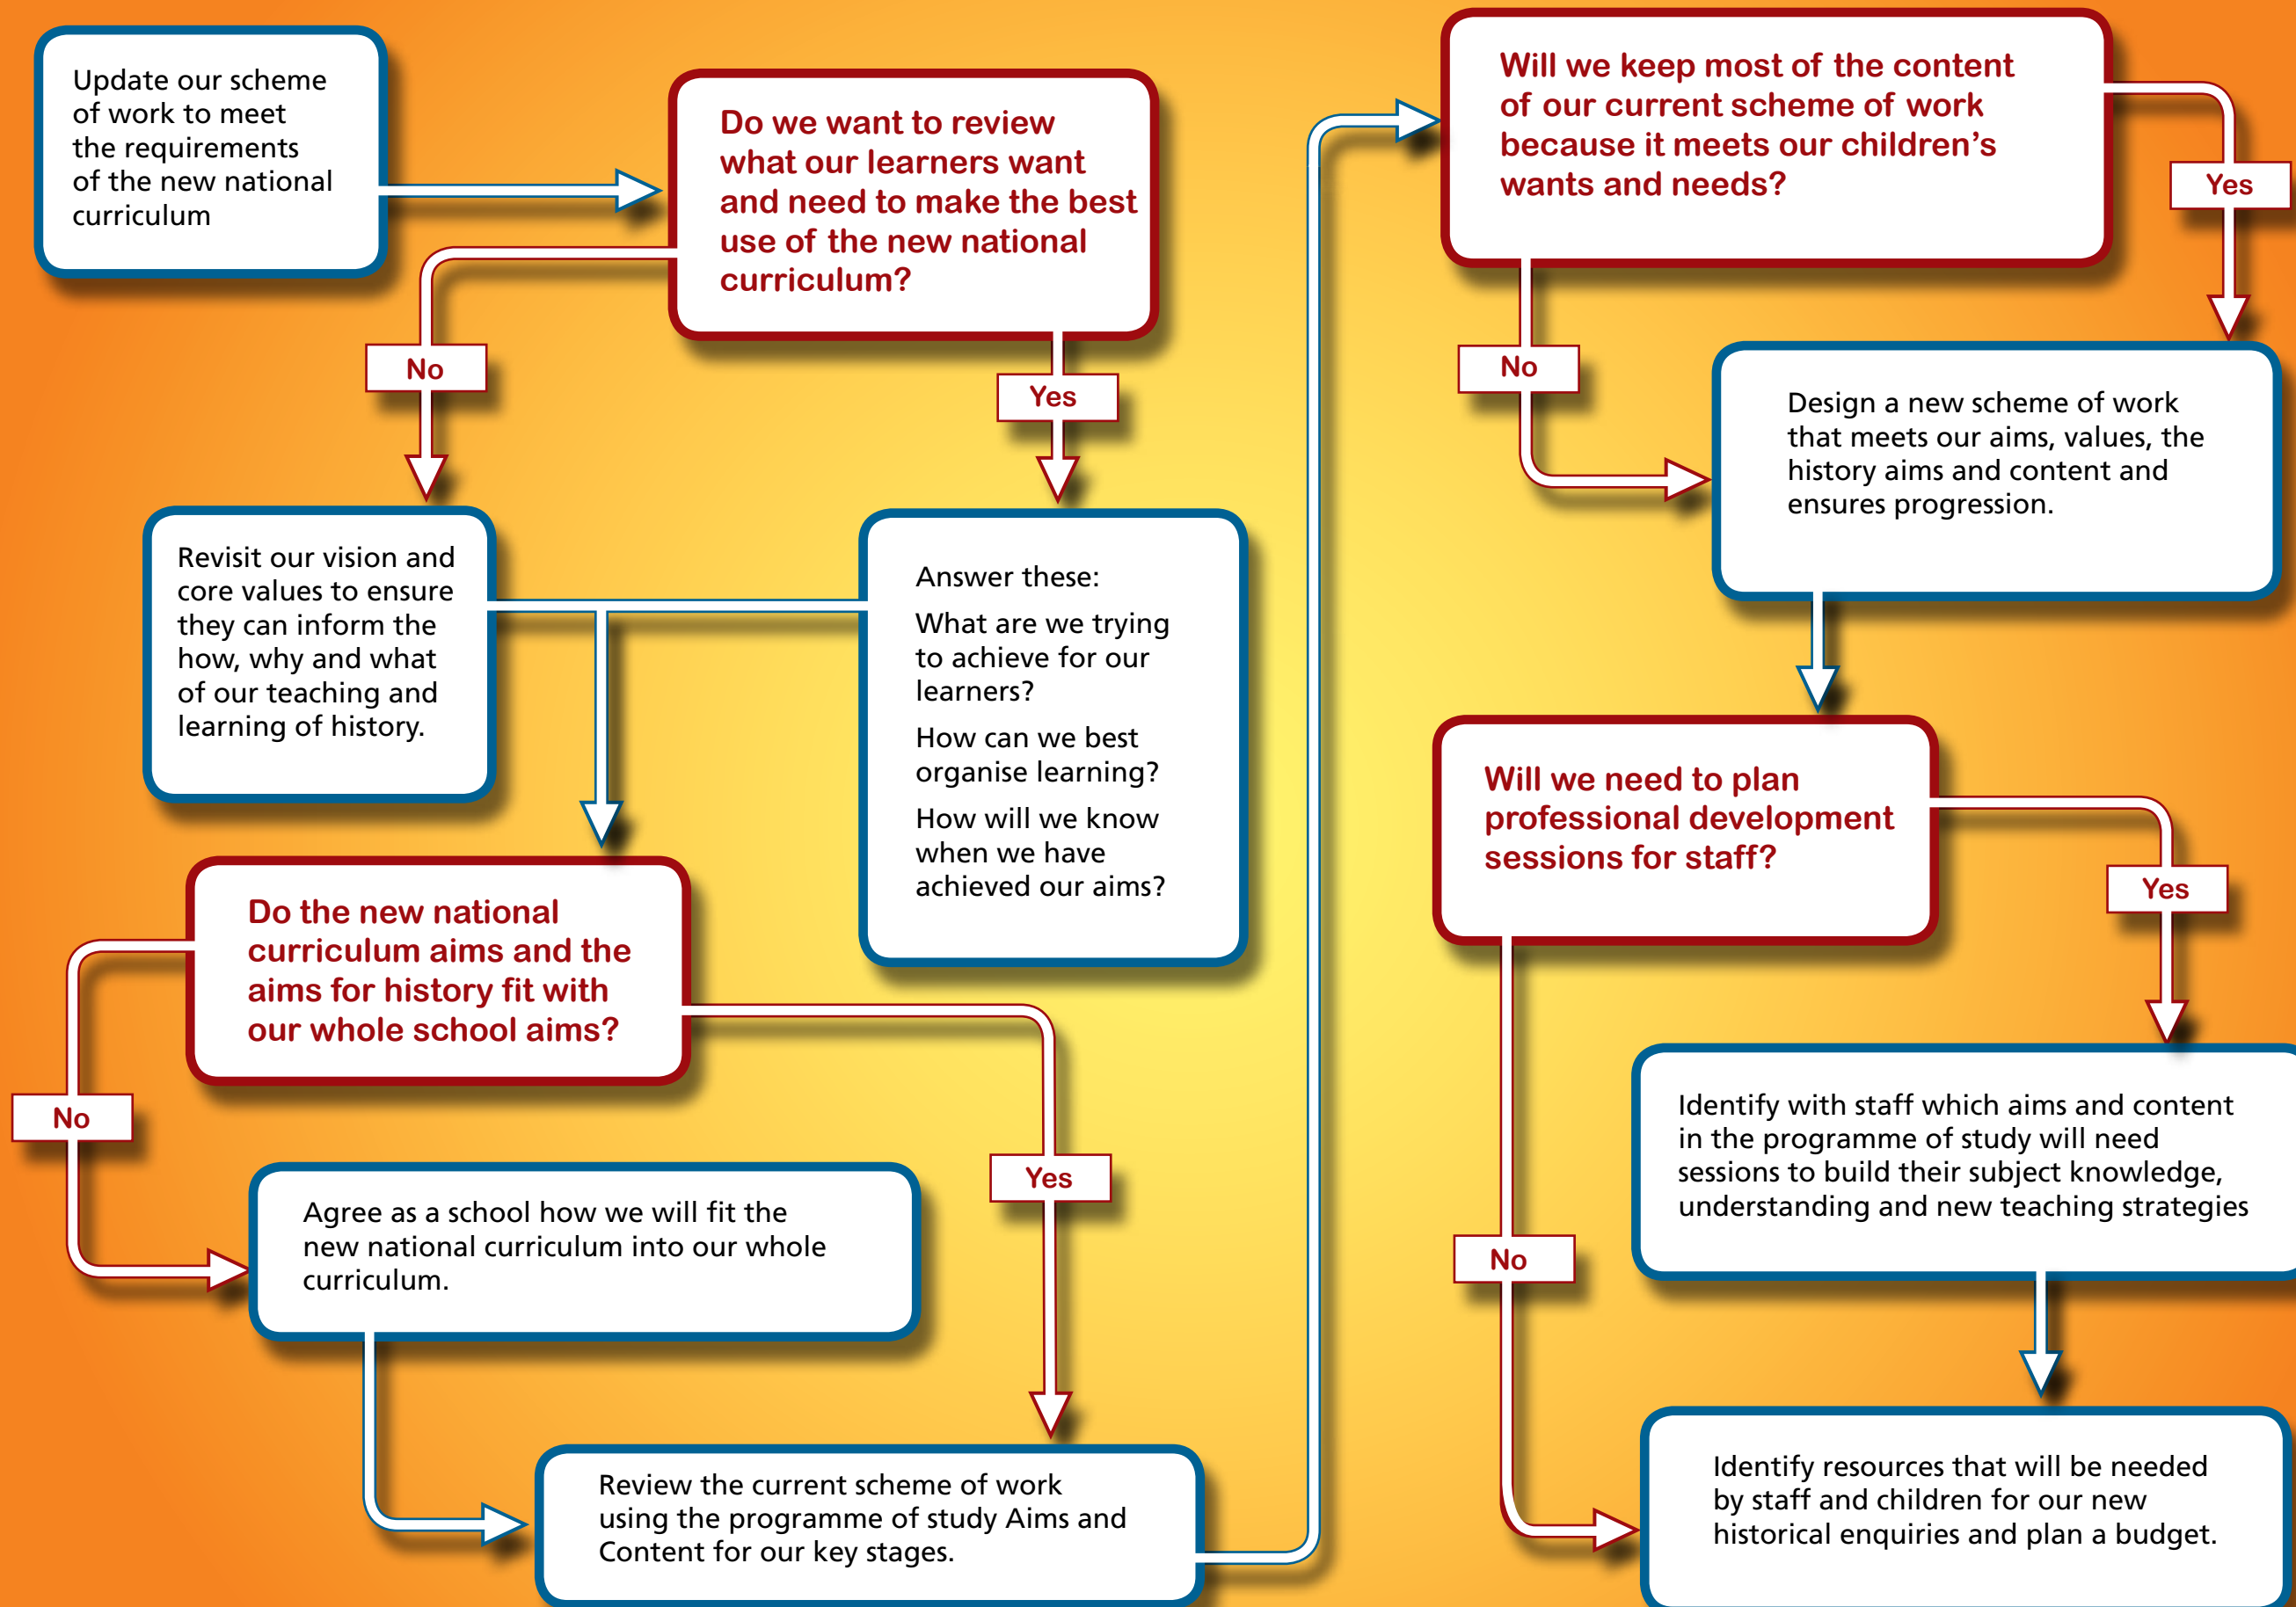 Update our scheme
of work to meet
the requirements
of the new national
curriculum
Do we want to review
what our learners want
and need to make the best
use of the new national
curriculum?
No
Yes
Revisit our vision and
core values to ensure
they can inform the
how, why and what
of our teaching and
learning of history.
Answer these:
What are we trying
to achieve for our
learners?
How can we best
organise learning?
How will we know
when we have
achieved our aims?
Do the new national
curriculum aims and the
aims for history fit with
our whole school aims?
No
Yes
Agree as a school how we will fit the
new national curriculum into our whole
curriculum.
Review the current scheme of work
using the programme of study Aims and
Content for our key stages.
Will we keep most of the content
of our current scheme of work
because it meets our children’s
wants and needs?
Yes
No
Design a new scheme of work
that meets our aims, values, the
history aims and content and
ensures progression.
Will we need to plan
professional development
sessions for staff?
Yes
No
Identify with staff which aims and content
in the programme of study will need
sessions to build their subject knowledge,
understanding and new teaching strategies
Identify resources that will be needed
by staff and children for our new
historical enquiries and plan a budget.